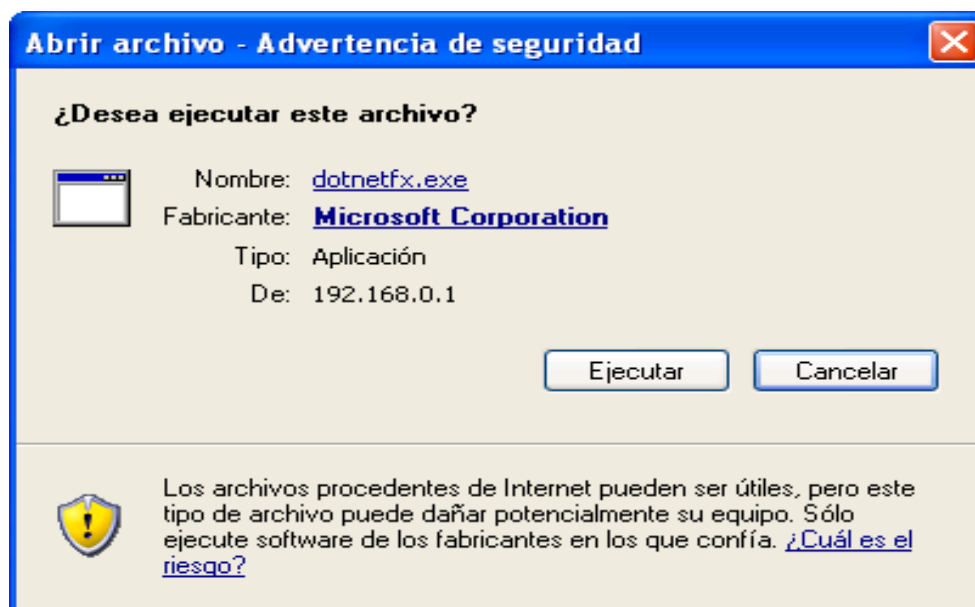 Abrir archivo - Advertencia de seguridad
¿Desea ejecutar este archivo?
Nombre: dotnetfx.exe
Fabricante: Microsoft Corporation
Tipo: Aplicación
De: 192.168.0.1
Ejecutar Cancelar
Los archivos procedentes de Internet pueden ser útiles, pero este
tipo de archivo puede dañar potencialmente su equipo. Sólo
ejecute software de los fabricantes en los que confía. ¿Cuál es el
riesgo?